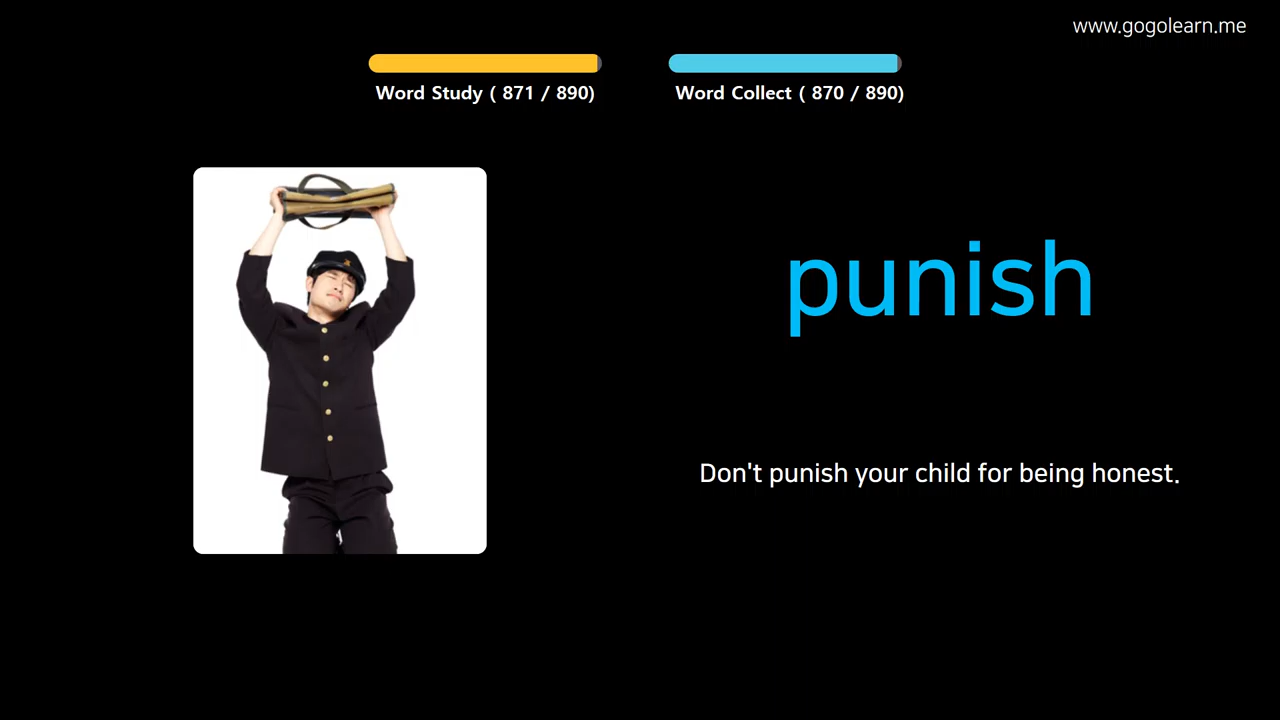 www.gogolearn.me
Word Study ( 871 / 890)
Word Collect ( 870 / 890)
punish
Don't punish your child for being honest.